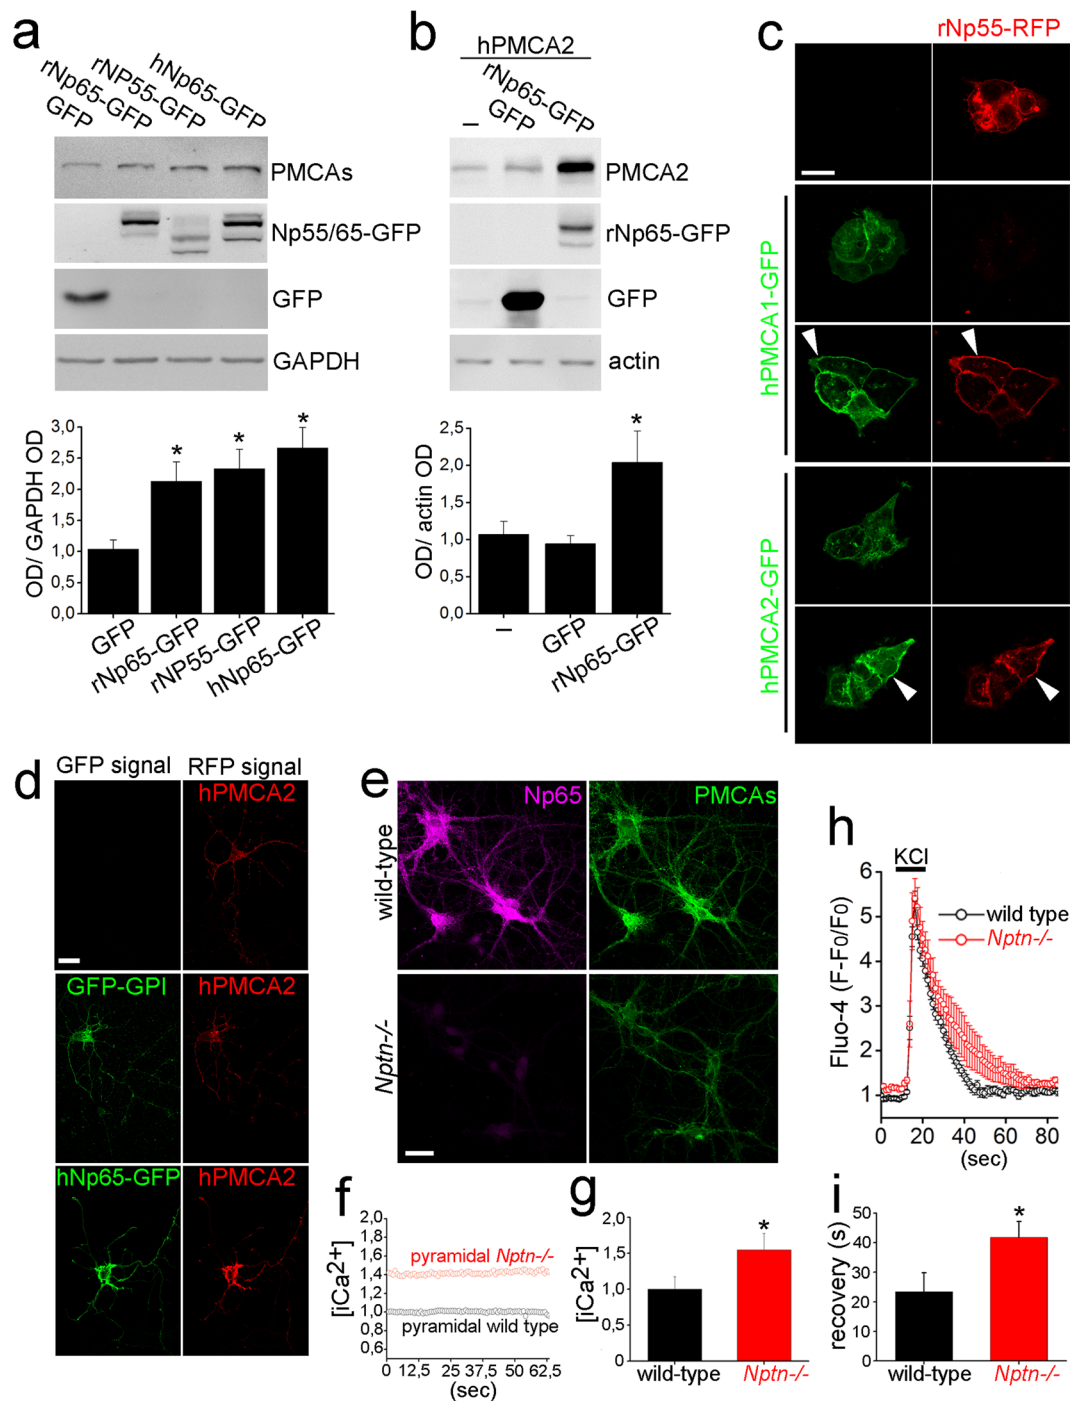 a
rNp65-GFP
rNP55-GFP
hNp65-GFP
GFP
PMCAs
Np55/65-GFP
GFP
GAPDH
OD/ GAPDH OD
3,0
2,5
2,0
1,5
1,0
0,5
0,0
*
*
*
GFP
rNp65-GFP
rNP55-GFP
hNp65-GFP
b
hPMCA2
–
GFP
rNp65-GFP
PMCA2
rNp65-GFP
GFP
actin
OD/ actin OD
2,5
2,0
1,5
1,0
0,5
0,0
*
–
GFP
rNp65-GFP
c
rNp55-RFP
hPMCA1-GFP
hPMCA2-GFP
d
GFP signal
RFP signal
hPMCA2
GFP-GPI
hPMCA2
hNp65-GFP
hPMCA2
e
Np65
PMCAs
wild-type
Nptn-/-
f
[iCa2+]
2,0
1,8
1,6
1,4
1,2
1,0
0,8
0,6
pyramidal Nptn-/-
pyramidal wild type
0 12,5 25 37,5 50 62,5
(sec)
g
[iCa2+]
2,0
1,5
1,0
0,5
0,0
*
wild-type
Nptn-/-
h
KCl
Fluo-4 (F-F0/F0)
6
5
4
3
2
1
wild type
Nptn-/-
0 20 40 60 80
(sec)
i
recovery (s)
50
40
30
20
10
0
*
wild-type
Nptn-/-